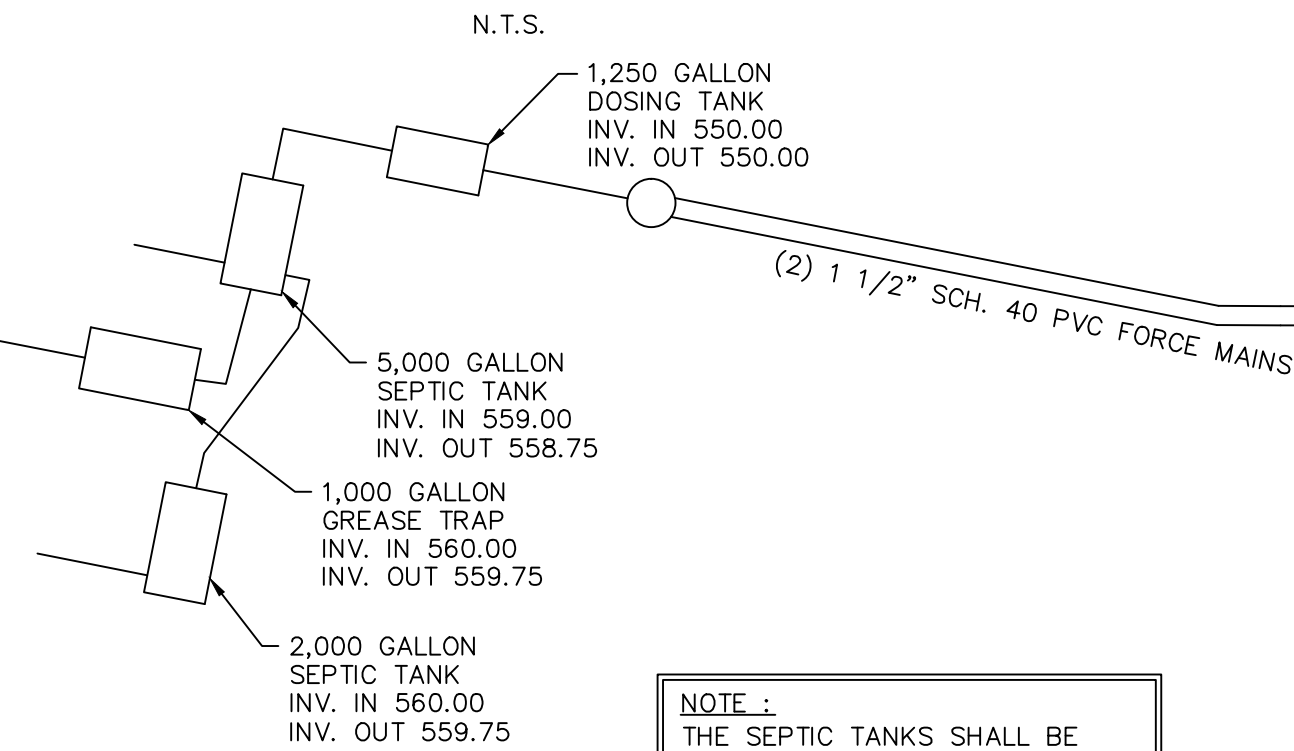 N.T.S.
1,250 GALLON
DOSING TANK
INV. IN 550.00
INV. OUT 550.00
(2) 1 1/2" SCH. 40 PVC FORCE MAINS
5,000 GALLON
SEPTIC TANK
INV. IN 559.00
INV. OUT 558.75
1,000 GALLON
GREASE TRAP
INV. IN 560.00
INV. OUT 559.75
2,000 GALLON
SEPTIC TANK
INV. IN 560.00
INV. OUT 559.75
NOTE :
THE SEPTIC TANKS SHALL BE